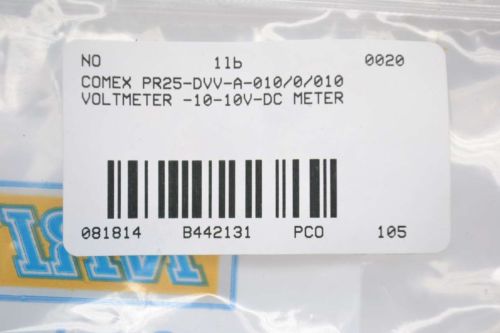 NO 11b 0020
COMEX PR25-DVV-A-010/0/010
VOLTMETER -10-10V-DC METER
081814 B442131 PCO 105